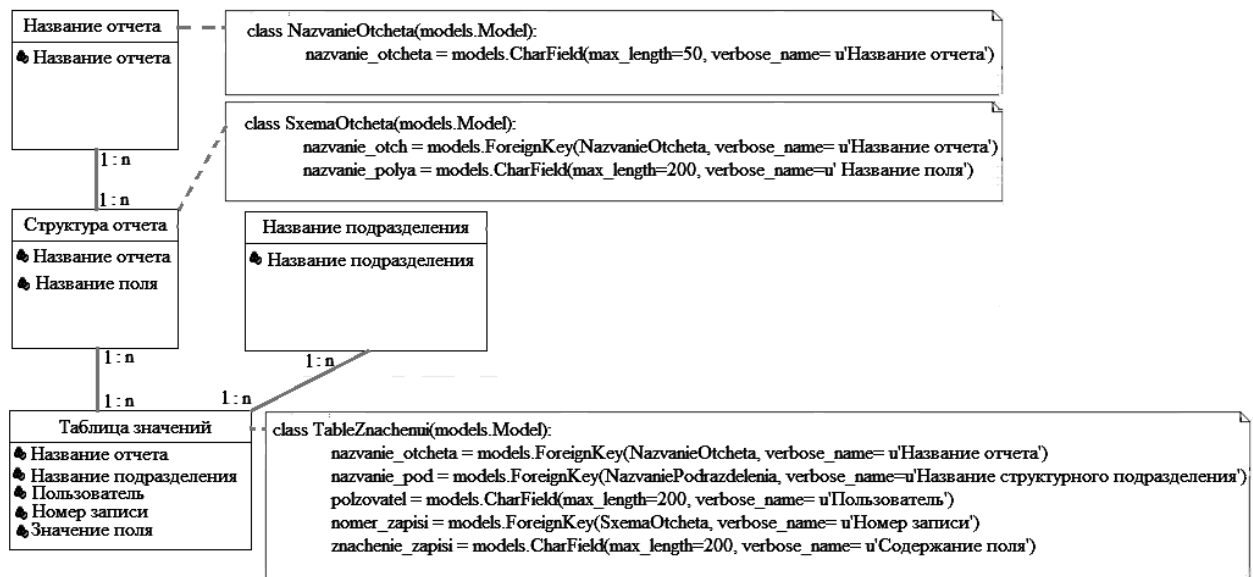 Название отчета
Название отчета
class NazvanieOtcheta(models.Model):
nazvanie_otcheta = models.CharField(max_length=50, verbose_name= u'Название отчета')
1 : n
1 : n
class SxemaOtcheta(models.Model):
nazvanie_otch = models.ForeignKey(NazvanieOtcheta, verbose_name= u'Название отчета')
nazvanie_polya = models.CharField(max_length=200, verbose_name=u' Название поля')
Структура отчета
Название отчета
Название поля
Название подразделения
Название подразделения
1 : n
1 : n
1 : n
1 : n
Таблица значений
Название отчета
Название подразделения
Пользователь
Номер записи
Значение поля
class TableZnachenui(models.Model):
nazvanie_otcheta = models.ForeignKey(NazvanieOtcheta, verbose_name= u'Название отчета')
nazvanie_pod = models.ForeignKey(NazvaniePodrazdelenia, verbose_name=u'Название структурного подразделения')
polzovatel = models.CharField(max_length=200, verbose_name= u'Пользователь')
nomer_zapisi = models.ForeignKey(SxemaOtcheta, verbose_name= u'Номер записи')
znachenie_zapisi = models.CharField(max_length=200, verbose_name= u'Содержание поля')